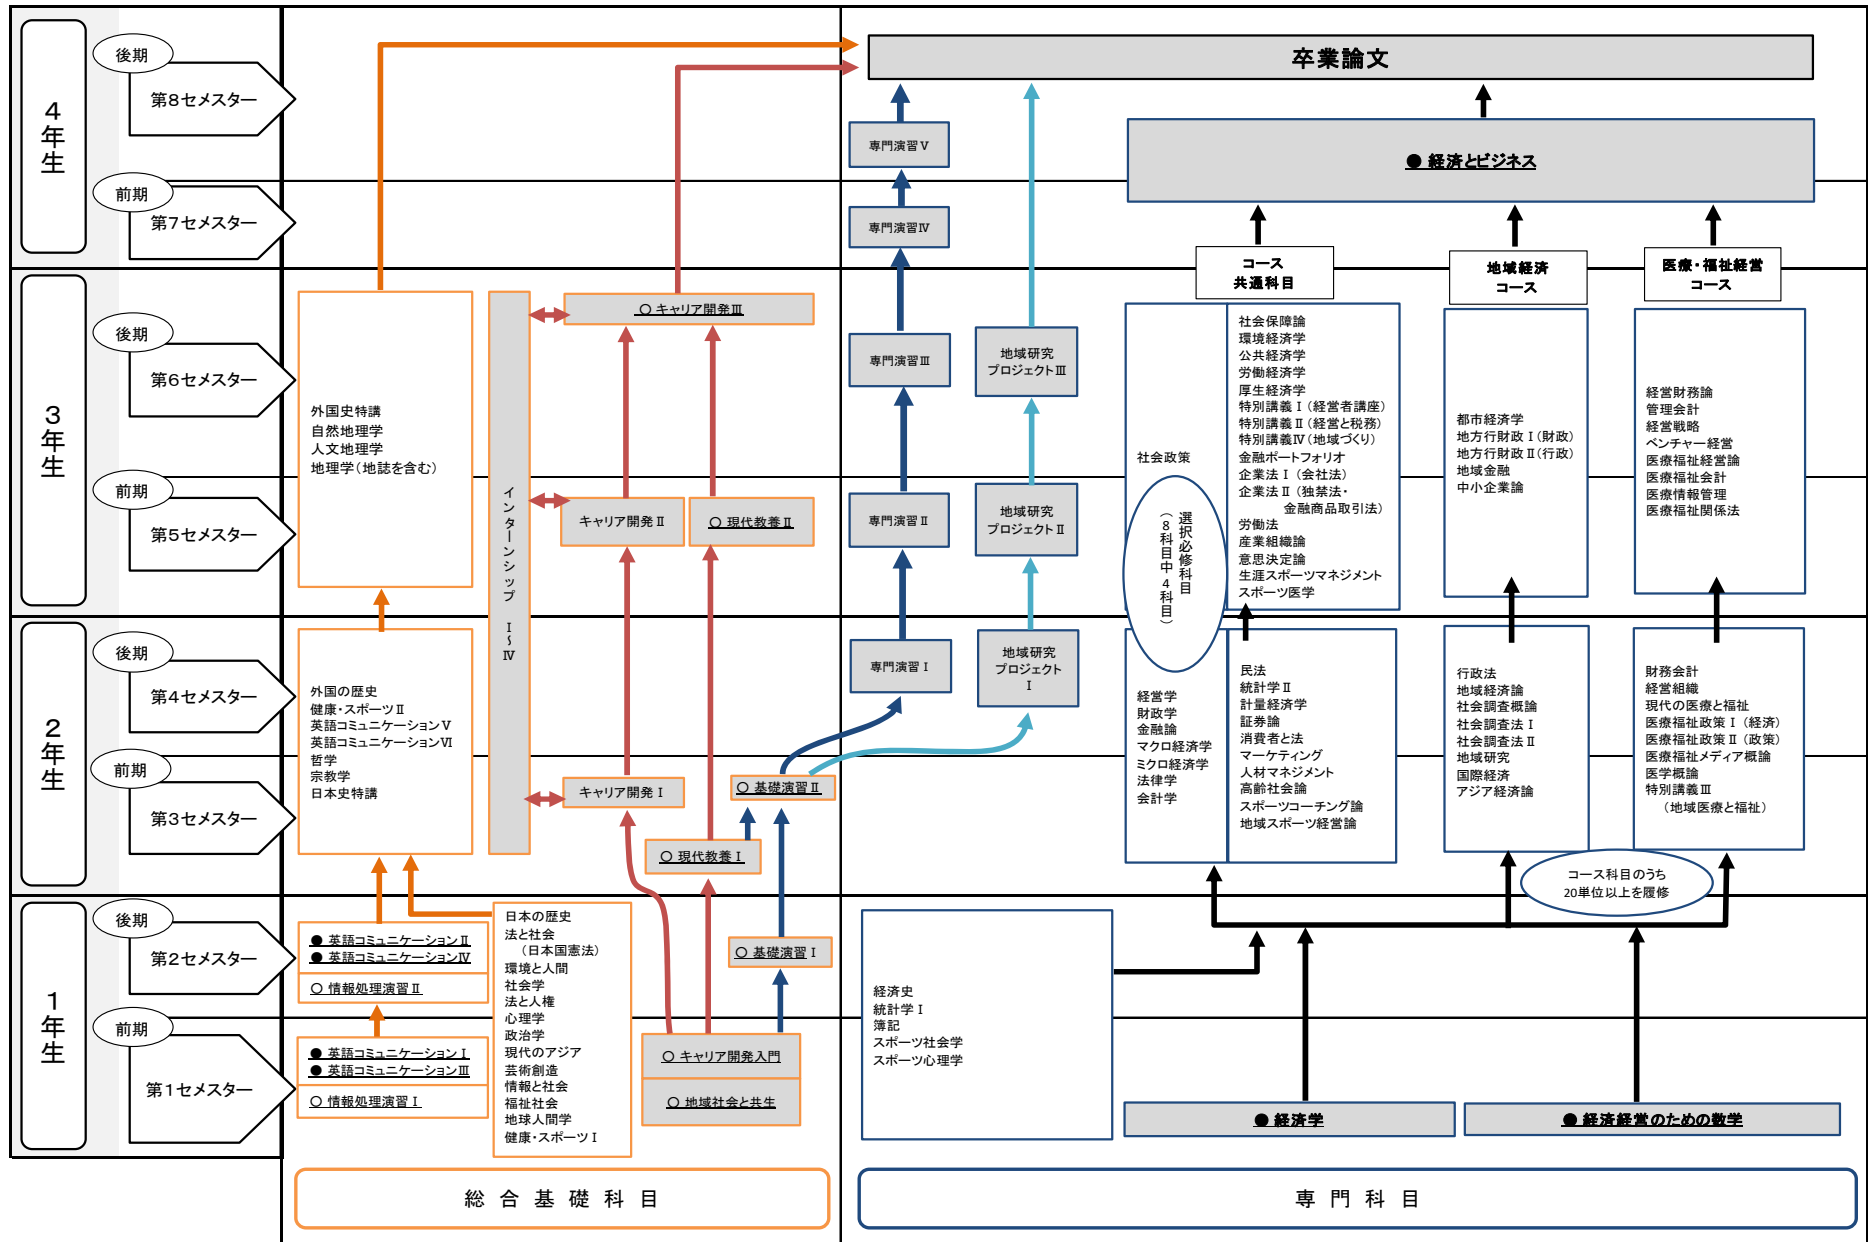 4年生
後期
第8セメスター
前期
第7セメスター
3年生
後期
第6セメスター
前期
第5セメスター
2年生
後期
第4セメスター
前期
第3セメスター
1年生
後期
第2セメスター
前期
第1セメスター
外国史特講
自然地理学
人文地理学
地理学(地誌を含む)
外国の歴史
健康・スポーツⅡ
英語コミュニケーションⅤ
英語コミュニケーションⅥ
哲学
宗教学
日本史特講
● 英語コミュニケーションⅡ
● 英語コミュニケーションⅣ
○ 情報処理演習Ⅱ
● 英語コミュニケーションⅠ
● 英語コミュニケーションⅢ
○ 情報処理演習Ⅰ
インターンシップ Ⅰ~Ⅳ
○ キャリア開発Ⅲ
キャリア開発Ⅱ
○ 現代教養Ⅱ
キャリア開発Ⅰ
○ 基礎演習Ⅱ
○ 現代教養Ⅰ
○ 基礎演習Ⅰ
日本の歴史
法と社会
(日本国憲法)
環境と人間
社会学
法と人権
心理学
政治学
現代のアジア
芸術創造
情報と社会
福祉社会
地球人間学
健康・スポーツⅠ
○ キャリア開発入門
○ 地域社会と共生
総合基礎科目
卒業論文
専門演習Ⅴ
専門演習Ⅳ
専門演習Ⅲ
専門演習Ⅱ
専門演習Ⅰ
地域研究
プロジェクトⅢ
地域研究
プロジェクトⅡ
地域研究
プロジェクト
Ⅰ
● 経済とビジネス
コース
共通科目
地域経済
コース
医療・福祉経営
コース
社会政策
選択必修科目
(8科目中4科目)
経営学
財政学
金融論
マクロ経済学
ミクロ経済学
法律学
会計学
社会保障論
環境経済学
公共経済学
労働経済学
厚生経済学
特別講義Ⅰ(経営者講座)
特別講義Ⅱ(経営と税務)
特別講義Ⅳ(地域づくり)
金融ポートフォリオ
企業法Ⅰ(会社法)
企業法Ⅱ(独禁法・
金融商品取引法)
労働法
産業組織論
意思決定論
生涯スポーツマネジメント
スポーツ医学
民法
統計学Ⅱ
計量経済学
証券論
消費者と法
マーケティング
人材マネジメント
高齢社会論
スポーツコーチング論
地域スポーツ経営論
都市経済学
地方行財政Ⅰ(財政)
地方行財政Ⅱ(行政)
地域金融
中小企業論
行政法
地域経済論
社会調査概論
社会調査法Ⅰ
社会調査法Ⅱ
地域研究
国際経済
アジア経済論
経営財務論
管理会計
経営戦略
ベンチャー経営
医療福祉経営論
医療福祉会計
医療情報管理
医療福祉関係法
財務会計
経営組織
現代の医療と福祉
医療福祉政策Ⅰ(経済)
医療福祉政策Ⅱ(政策)
医療福祉メディア概論
医学概論
特別講義Ⅲ
(地域医療と福祉)
コース科目のうち
20単位以上を履修
経済史
統計学Ⅰ
簿記
スポーツ社会学
スポーツ心理学
● 経済学
● 経済経営のための数学
専門科目